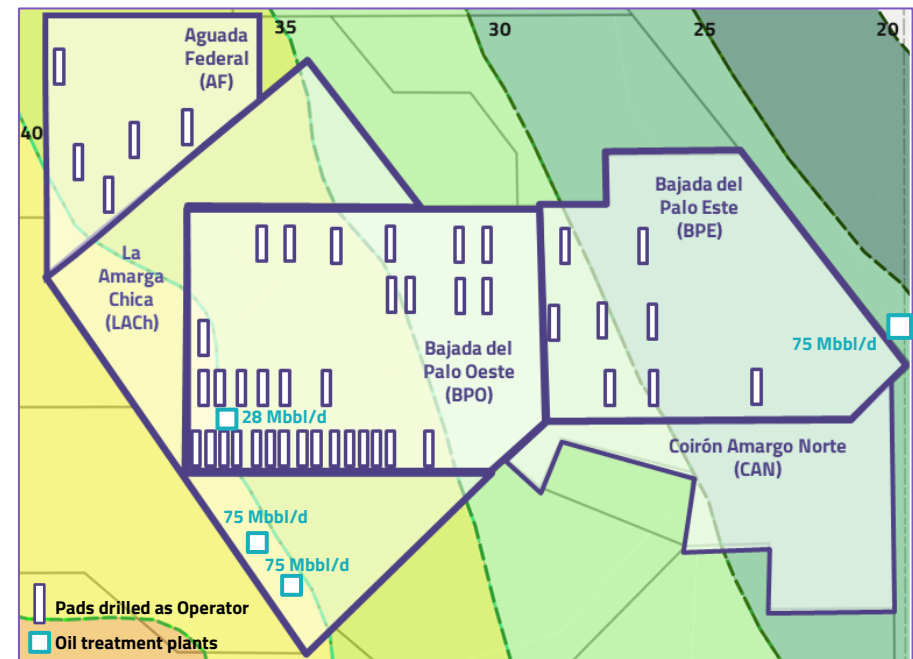 35
30
25
20
40
Aguada
Federal
(AF)
La
Amarga
Chica
(LACh)
Bajada del
Palo Oeste
(BPO)
Bajada del
Palo Este
(BPE)
75 Mbbl/d
28 Mbbl/d
Coirón Amargo Norte
(CAN)
75 Mbbl/d
75 Mbbl/d
Pads drilled as Operator
Oil treatment plants